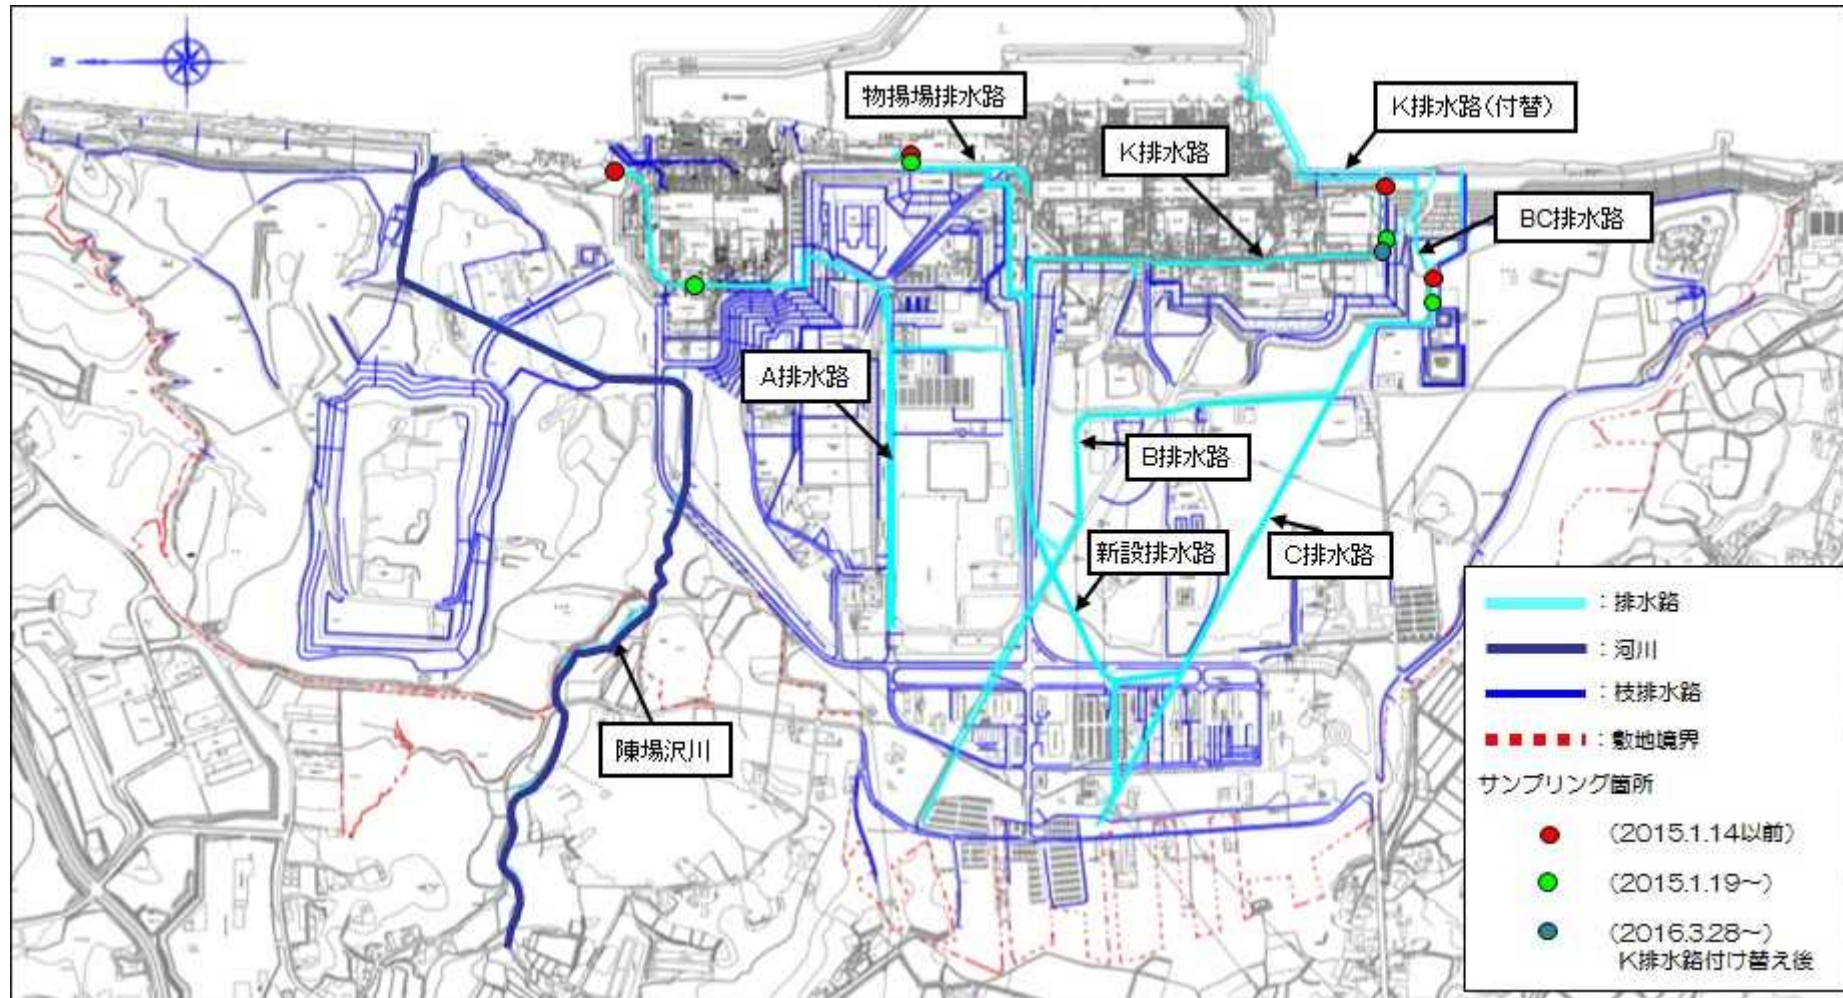 N
物揚場排水路
K排水路(付替)
K排水路
BC排水路
A排水路
B排水路
新設排水路
C排水路
陳場沢川
:排水路
:河川
:枝排水路
:敷地境界
サンプリング箇所
(2015.1.14以前)
(2015.1.19~)
(2016.3.28~)
K排水路付け替え後